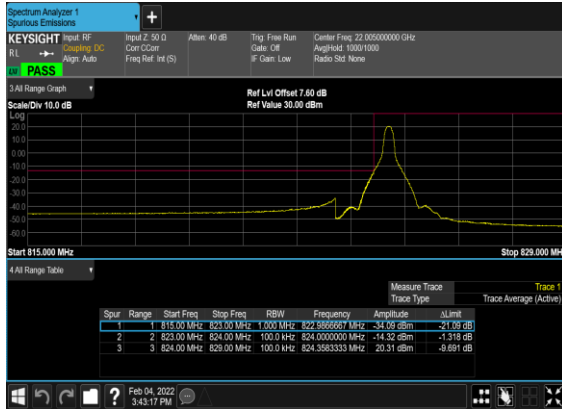 Spectrum Analyzer 1
Spurious Emissions
+
KEYSIGHT Input: RF Input Z: 50 Ω Atten: 40 dB Trig: Free Run Center Freq: 22.005000000 GHz
RL Coupling: DC Corr CCorr Gate: Off Avg|Hold: 1000/1000
Align: Auto Freq Ref: Int (S) IF Gain: Low Radio Std: None
PASS
3 All Range Graph
Ref Lvl Offset 7.60 dB
Scale/Div 10.0 dB Ref Value 30.00 dBm
Log
20.0
10.0
0.00
-10.0
-20.0
-30.0
-40.0
-50.0
-60.0
Start 815.000 MHz Stop 829.000 MH
4 All Range Table
Measure Trace Trace 1
Trace Type Trace Average (Active)
Spur Range Start Freq Stop Freq RBW Frequency Amplitude ΔLimit
1 1 815.00 MHz 823.00 MHz 1.000 MHz 822.9866667 MHz -34.09 dBm -21.09 dB
2 2 823.00 MHz 824.00 MHz 100.0 kHz 824.0000000 MHz -14.32 dBm -1.318 dB
3 3 824.00 MHz 829.00 MHz 100.0 kHz 824.3583333 MHz 20.31 dBm -9.691 dB
? Feb 04, 2022
3:43:17 PM